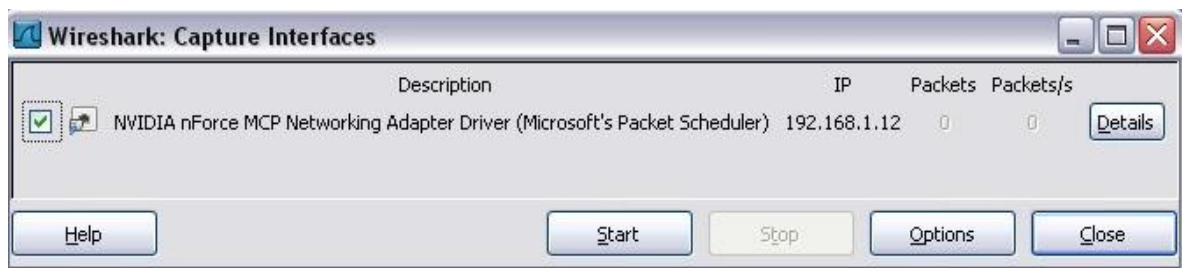 Wireshark: Capture Interfaces
Description IP Packets Packets/s
NVIDIA nForce MCP Networking Adapter Driver (Microsoft's Packet Scheduler) 192.168.1.12 0 0 Details
Help Start Stop Options Close